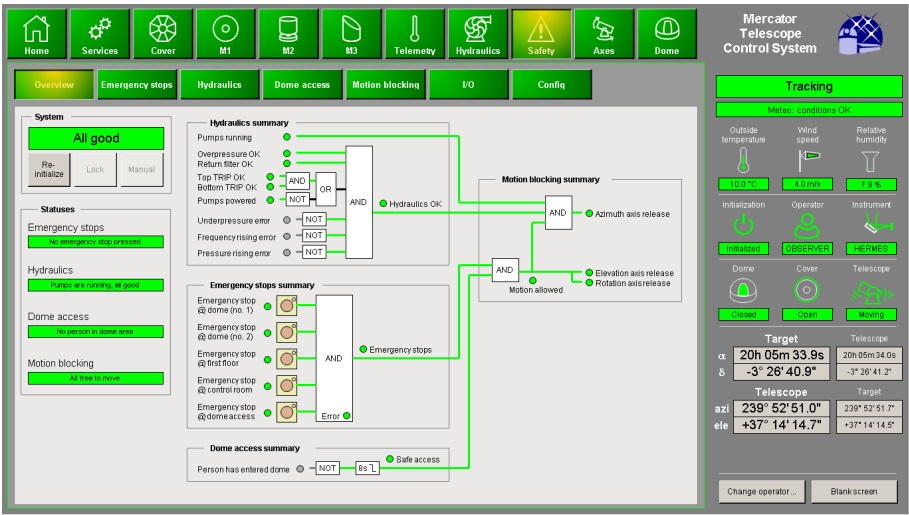 Home
Services
Cover
M1
M2
M3
Telemetry
Hydraulics
Safety
Axes
Dome
Mercator
Telescope
Control System
Overview
Emergency stops
Hydraulics
Dome access
Motion blocking
I/O
Config
System
All good
Re-
initialize
Lock
Manual
Statuses
Emergency stops
No emergency stop pressed
Hydraulics
Pumps are running, all good
Dome access
No person in dome area
Motion blocking
All free to move
Hydraulics summary
Pumps running
Overpressure OK
Return filter OK
Top TRIP OK
Bottom TRIP OK
AND
Pumps powered
NOT
OR
AND
Hydraulics OK
Underpressure error
NOT
Frequency rising error
NOT
Pressure rising error
NOT
Emergency stops summary
Emergency stop
@ dome (no. 1)
Emergency stop
@ dome (no. 2)
Emergency stop
@ first floor
Emergency stop
@ control room
Emergency stop
@ dome access
AND
Error
Emergency stops
Dome access summary
Person has entered dome
NOT
8s
Safe access
Motion blocking summary
AND
Azimuth axis release
AND
Motion allowed
Elevation axis release
Rotation axis release
Tracking
Meteo: conditions OK
Outside
temperature
Wind
speed
Relative
humidity
10.0 °C
4.0 m/s
7.9 %
Initialization
Operator
Instrument
Initialized
OBSERVER
HERMES
Dome
Cover
Telescope
Closed
Open
Moving
Target
Telescope
α
20h 05m 33.9s
20h 05m 34.0s
δ
-3° 26' 40.9"
-3° 26' 41.2"
Telescope
Target
azi
239° 52' 51.0"
239° 52' 51.7"
ele
+37° 14' 14.7"
+37° 14' 14.5"
Change operator ...
Blank screen